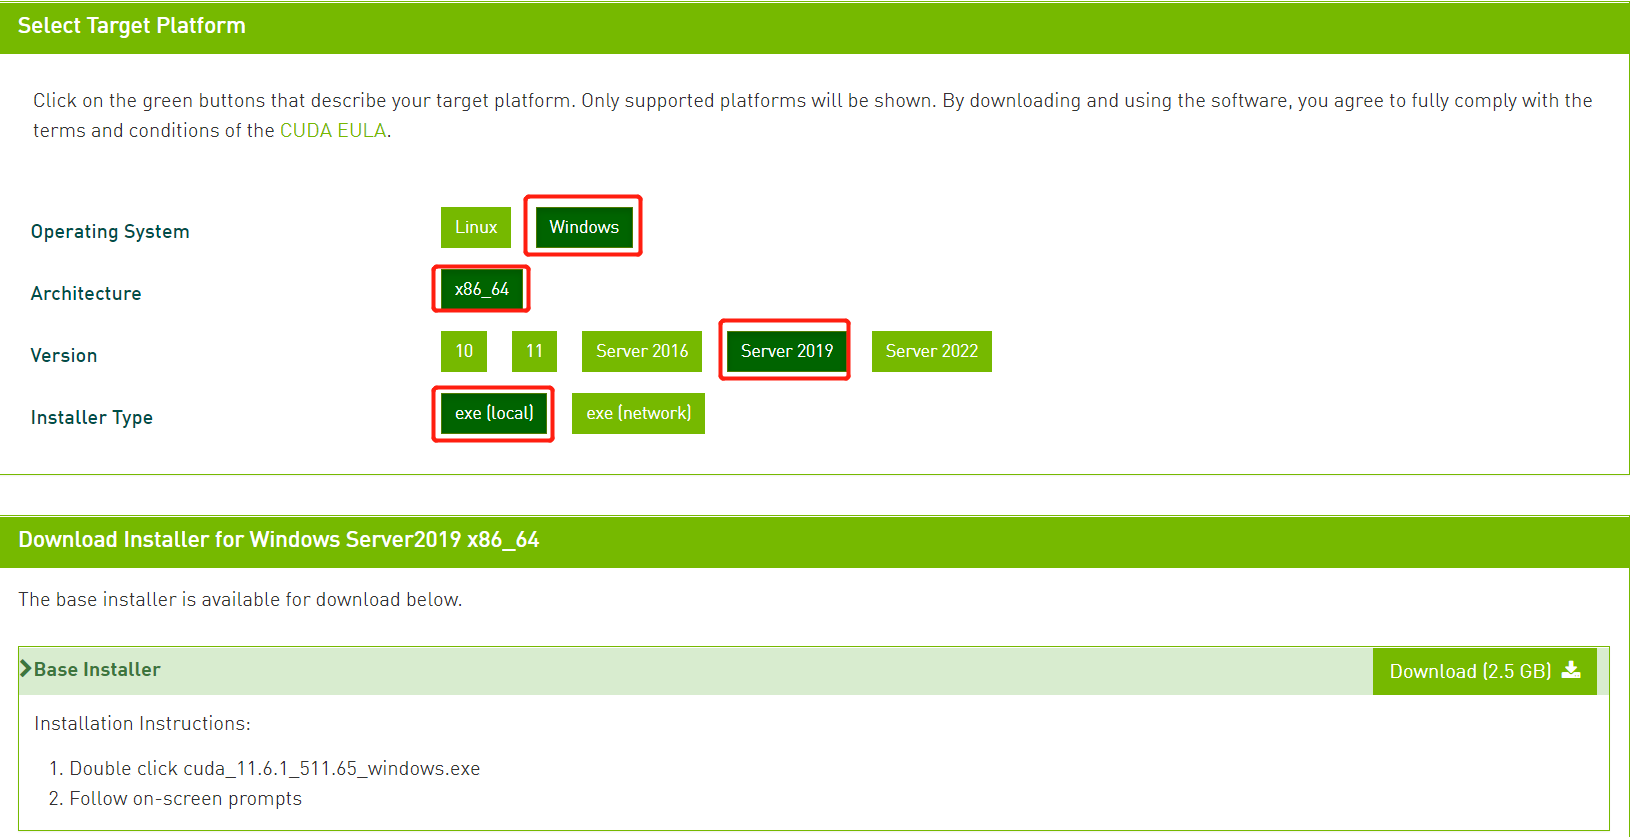 Select Target Platform
Click on the green buttons that describe your target platform. Only supported platforms will be shown. By downloading and using the software, you agree to fully comply with the
terms and conditions of the CUDA EULA.
Operating System Linux Windows
Architecture x86_64
Version 10 11 Server 2016 Server 2019 Server 2022
Installer Type exe (local) exe (network)
Download Installer for Windows Server2019 x86_64
The base installer is available for download below.
Base Installer Download (2.5 GB)
Installation Instructions:
1. Double click cuda_11.6.1_511.65_windows.exe
2. Follow on-screen prompts